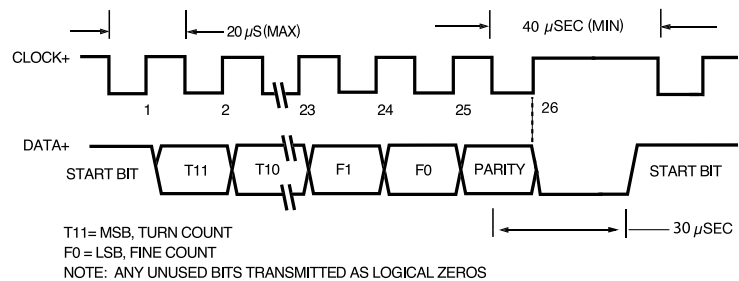 20 µS(MAX)
40 µSEC (MIN)
CLOCK+
1 2 23 24 25 26
DATA+
START BIT T11 T10 F1 F0 PARITY START BIT
30 µSEC
T11= MSB, TURN COUNT
F0 = LSB, FINE COUNT
NOTE: ANY UNUSED BITS TRANSMITTED AS LOGICAL ZEROS